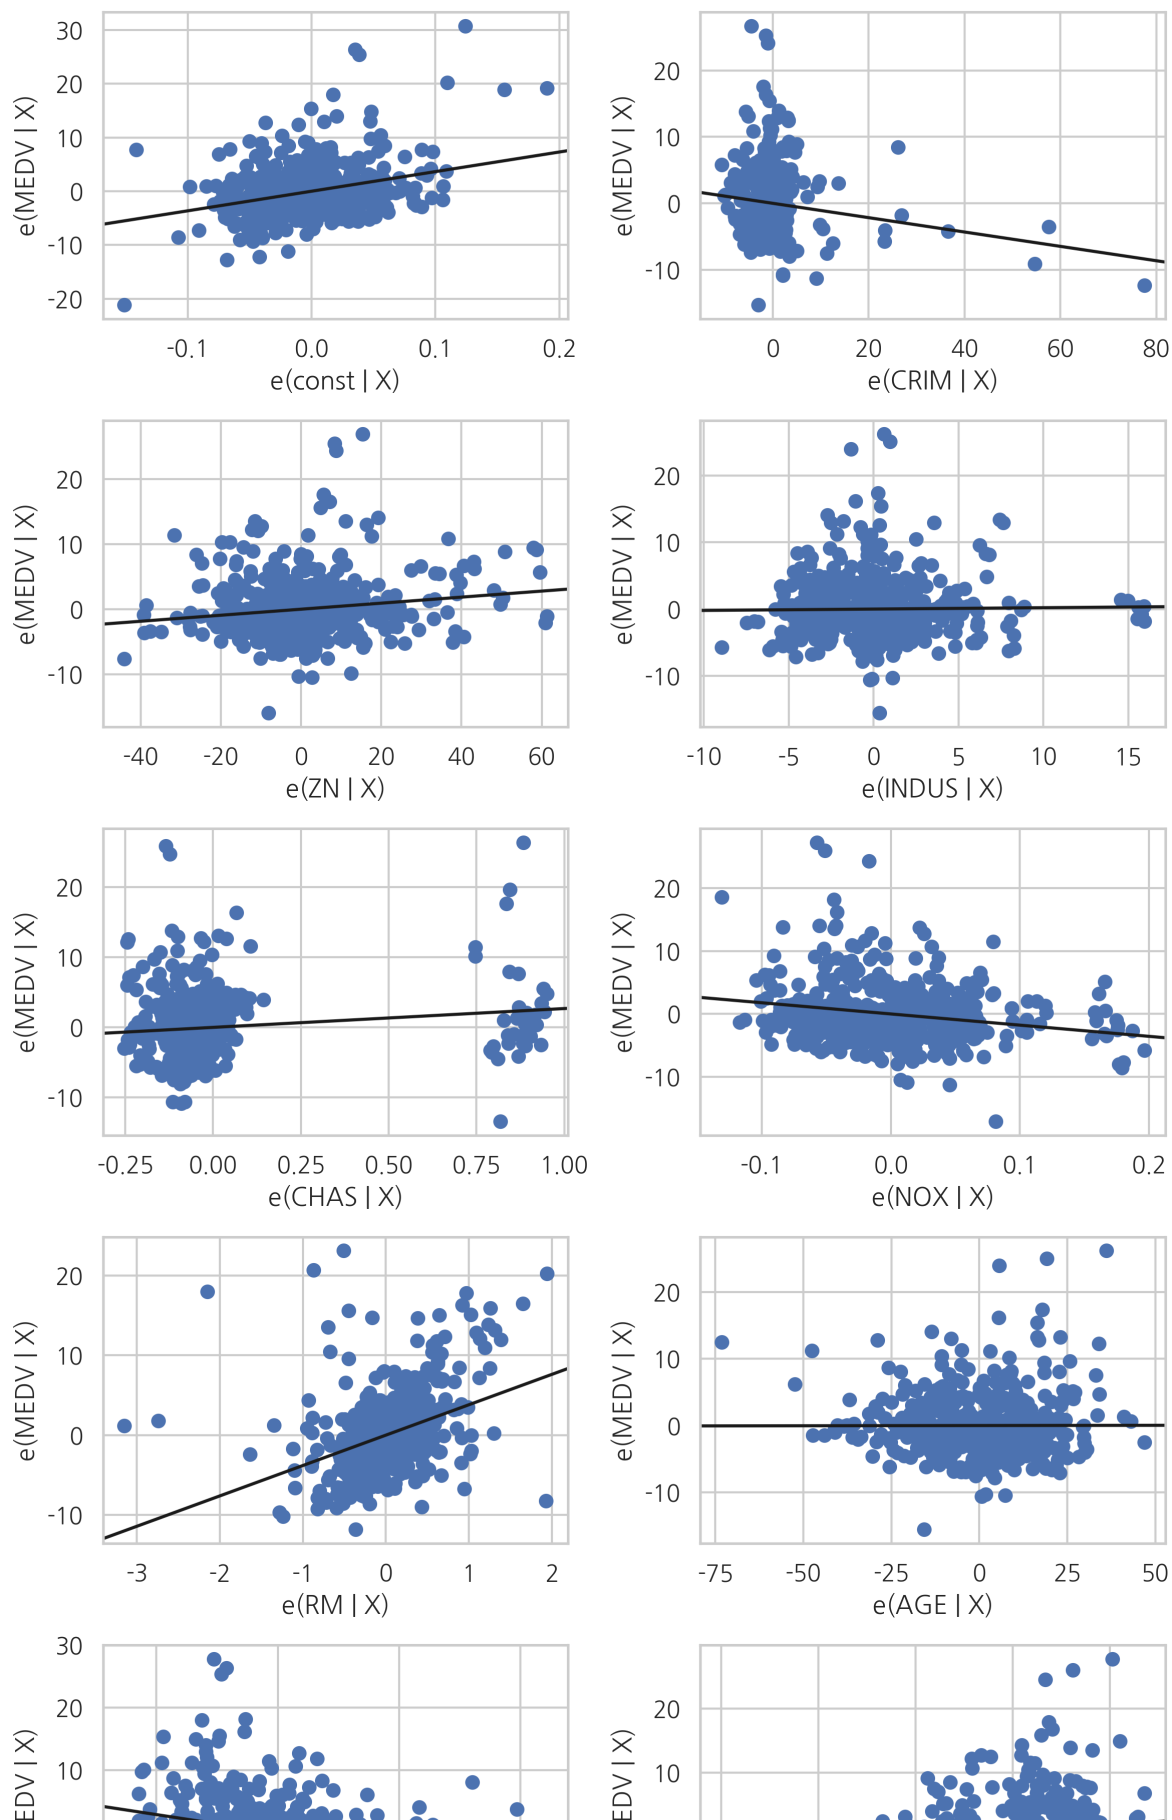 30
20
10
0
-10
-20
e(MEDV | X)
-0.1 0.0 0.1 0.2
e(const | X)
20
10
0
-10
e(MEDV | X)
0 20 40 60 80
e(CRIM | X)
20
10
0
-10
e(MEDV | X)
-40 -20 0 20 40 60
e(ZN | X)
20
10
0
-10
e(MEDV | X)
-10 -5 0 5 10 15
e(INDUS | X)
20
10
0
-10
e(MEDV | X)
-0.25 0.00 0.25 0.50 0.75 1.00
e(CHAS | X)
20
10
0
-10
e(MEDV | X)
-0.1 0.0 0.1 0.2
e(NOX | X)
20
10
0
-10
e(MEDV | X)
-3 -2 -1 0 1 2
e(RM | X)
20
10
0
-10
e(MEDV | X)
-75 -50 -25 0 25 50
e(AGE | X)
30
20
10
EDV | X)
20
10
EDV | X)